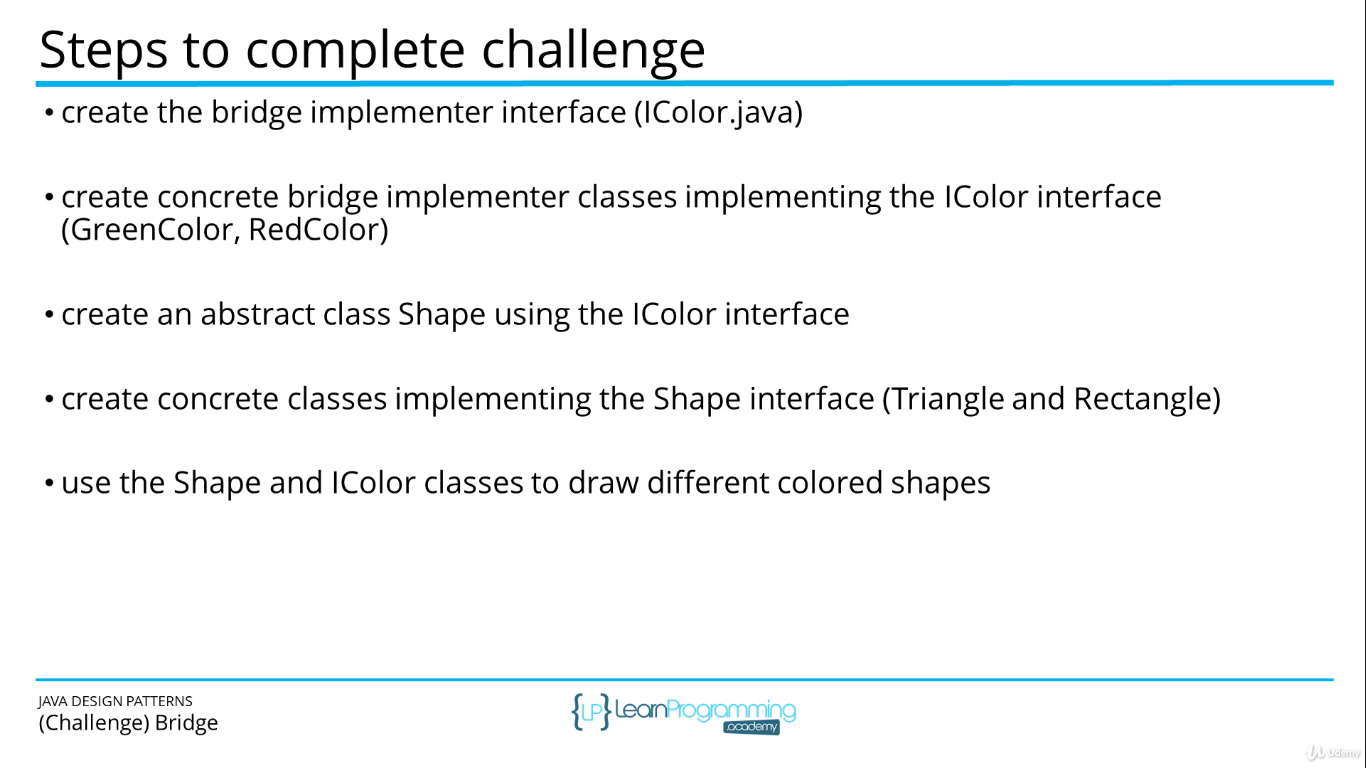 Steps to complete challenge
• create the bridge implementer interface (IColor.java)
• create concrete bridge implementer classes implementing the IColor interface
(GreenColor, RedColor)
• create an abstract class Shape using the IColor interface
• create concrete classes implementing the Shape interface (Triangle and Rectangle)
• use the Shape and IColor classes to draw different colored shapes
JAVA DESIGN PATTERNS
(Challenge) Bridge
{LP} LearnProgramming
.academy
Udemy